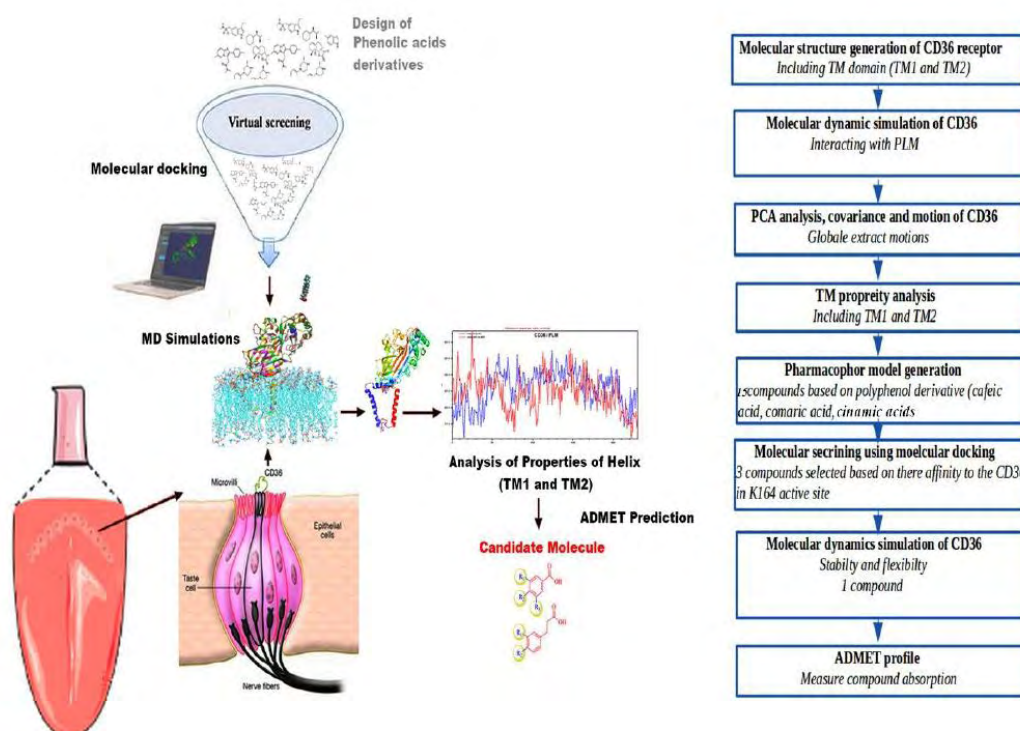 Design of
Phenolic acids
derivatives
Virtual screening
Molecular docking
MD Simulations
CD36
Microvilli
Epithelial
cells
Taste
cell
Nerve fibers
CD36/PLM
Analysis of Properties of Helix
(TM1 and TM2)
ADMET Prediction
Candidate Molecule
Molecular structure generation of CD36 receptor
Including TM domain (TM1 and TM2)
Molecular dynamic simulation of CD36
Interacting with PLM
PCA analysis, covariance and motion of CD36
Globale extract motions
TM propreity analysis
Including TM1 and TM2
Pharmacophor model generation
compounds based on polyphenol derivative (cafeic
acid, comaric acid, cinamic acids
Molecular secrining using moelcular docking
3 compounds selected based on there affinity to the CD36
in K164 active site
Molecular dynamics simulation of CD36
Stabilty and flexibilty
1 compound
ADMET profile
Measure compound absorption